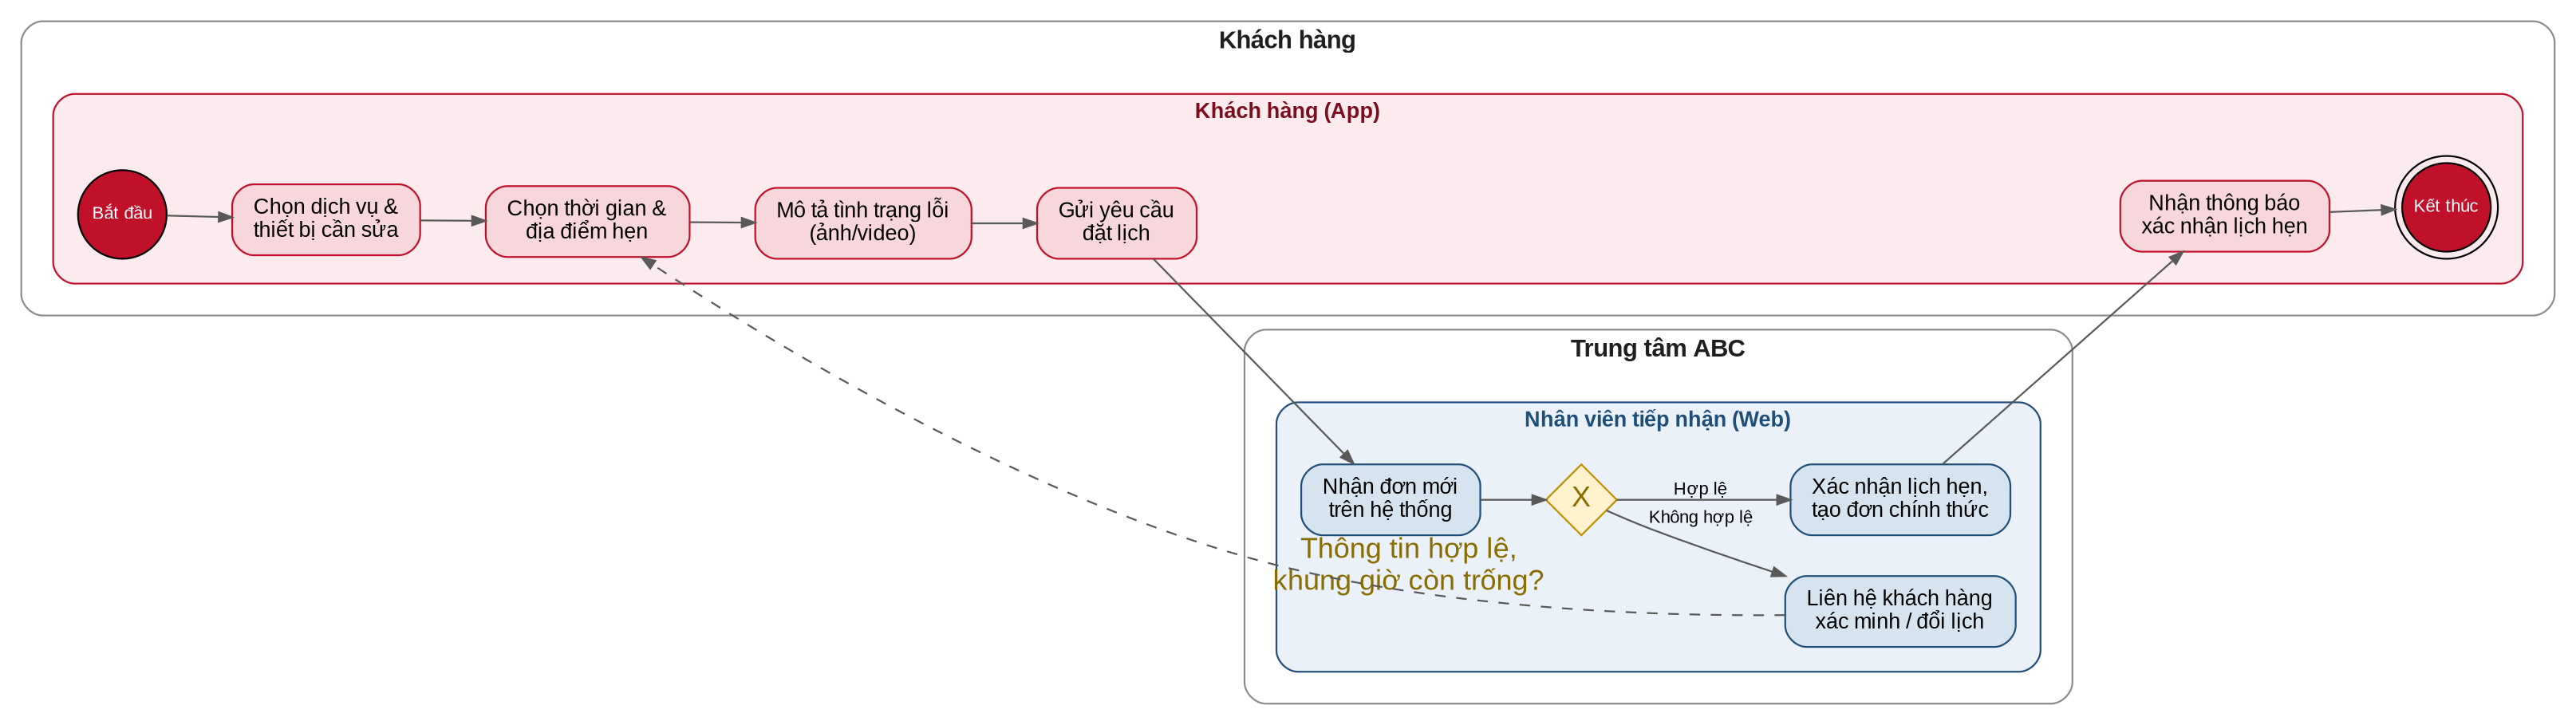 Khách hàng
Khách hàng (App)
Bắt đầu
Chọn dịch vụ &
thiết bị cần sửa
Chọn thời gian &
địa điểm hẹn
Mô tả tình trạng lỗi
(ảnh/video)
Gửi yêu cầu
đặt lịch
Nhận thông báo
xác nhận lịch hẹn
Kết thúc
Trung tâm ABC
Nhân viên tiếp nhận (Web)
Nhận đơn mới
trên hệ thống
X
Thông tin hợp lệ,
khung giờ còn trống?
Hợp lệ
Không hợp lệ
Xác nhận lịch hẹn,
tạo đơn chính thức
Liên hệ khách hàng
xác minh / đổi lịch